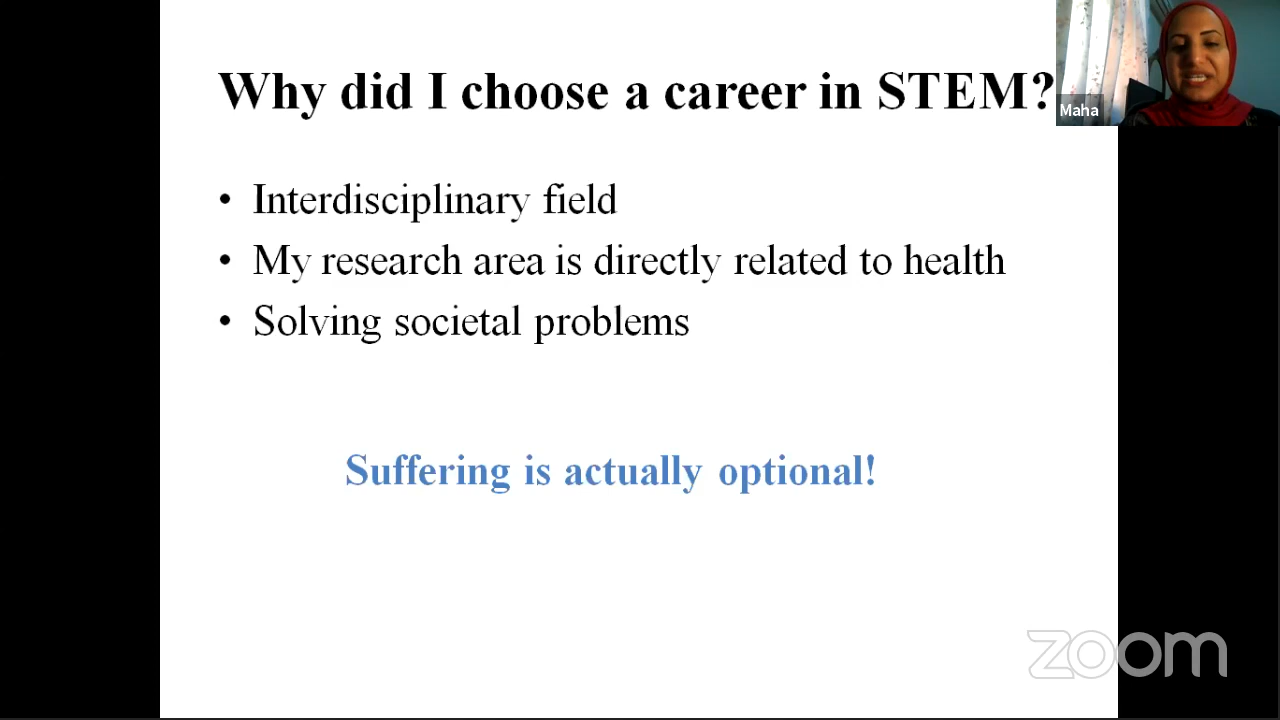 Why did I choose a career in STEM?
Maha
• Interdisciplinary field
• My research area is directly related to health
• Solving societal problems
Suffering is actually optional!
zoom